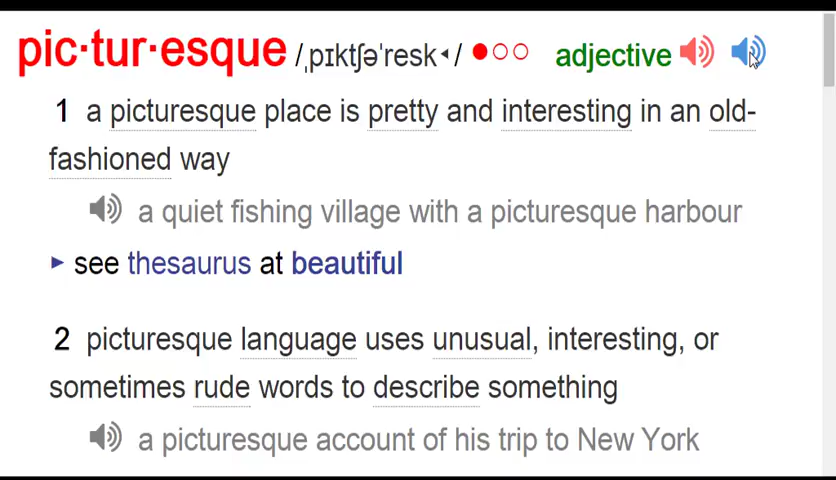 pic·tur·esque /ˌpɪktʃəˈresk◂/ ●○○ adjective
1 a picturesque place is pretty and interesting in an old-
fashioned way
a quiet fishing village with a picturesque harbour
► see thesaurus at beautiful
2 picturesque language uses unusual, interesting, or
sometimes rude words to describe something
a picturesque account of his trip to New York